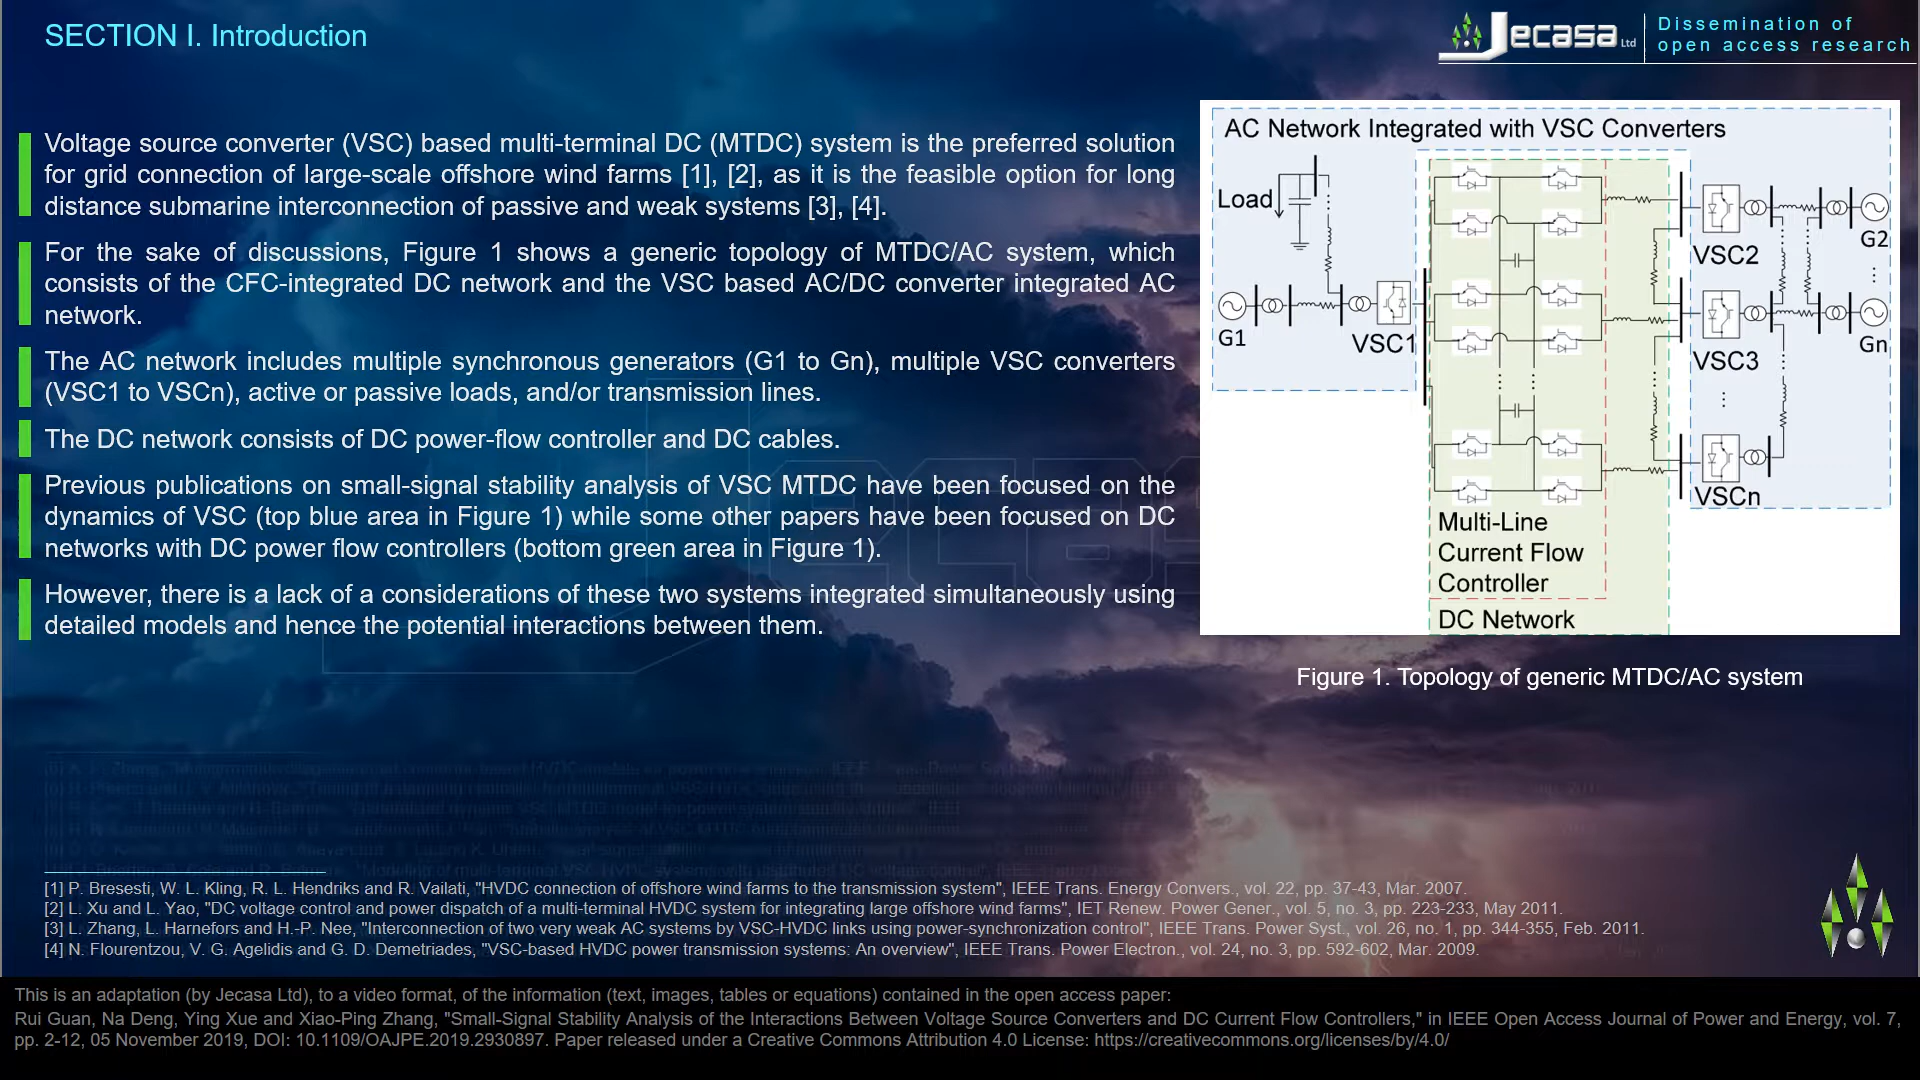 SECTION I. Introduction
Jecasa Ltd
Dissemination of
open access research
Voltage source converter (VSC) based multi-terminal DC (MTDC) system is the preferred solution
for grid connection of large-scale offshore wind farms [1], [2], as it is the feasible option for long
distance submarine interconnection of passive and weak systems [3], [4].
For the sake of discussions, Figure 1 shows a generic topology of MTDC/AC system, which
consists of the CFC-integrated DC network and the VSC based AC/DC converter integrated AC
network.
The AC network includes multiple synchronous generators (G1 to Gn), multiple VSC converters
(VSC1 to VSCn), active or passive loads, and/or transmission lines.
The DC network consists of DC power-flow controller and DC cables.
Previous publications on small-signal stability analysis of VSC MTDC have been focused on the
dynamics of VSC (top blue area in Figure 1) while some other papers have been focused on DC
networks with DC power flow controllers (bottom green area in Figure 1).
However, there is a lack of a considerations of these two systems integrated simultaneously using
detailed models and hence the potential interactions between them.
AC Network Integrated with VSC Converters
Load
G1
VSC1
VSC2
G2
VSC3
Gn
VSCn
Multi-Line
Current Flow
Controller
DC Network
Figure 1. Topology of generic MTDC/AC system
[1] P. Bresesti, W. L. Kling, R. L. Hendriks and R. Vailati, "HVDC connection of offshore wind farms to the transmission system", IEEE Trans. Energy Convers., vol. 22, pp. 37-43, Mar. 2007.
[2] L. Xu and L. Yao, "DC voltage control and power dispatch of a multi-terminal HVDC system for integrating large offshore wind farms", IET Renew. Power Gener., vol. 5, no. 3, pp. 223-233, May 2011.
[3] L. Zhang, L. Harnefors and H.-P. Nee, "Interconnection of two very weak AC systems by VSC-HVDC links using power-synchronization control", IEEE Trans. Power Syst., vol. 26, no. 1, pp. 344-355, Feb. 2011.
[4] N. Flourentzou, V. G. Agelidis and G. D. Demetriades, "VSC-based HVDC power transmission systems: An overview", IEEE Trans. Power Electron., vol. 24, no. 3, pp. 592-602, Mar. 2009.
This is an adaptation (by Jecasa Ltd), to a video format, of the information (text, images, tables or equations) contained in the open access paper:
Rui Guan, Na Deng, Ying Xue and Xiao-Ping Zhang, "Small-Signal Stability Analysis of the Interactions Between Voltage Source Converters and DC Current Flow Controllers," in IEEE Open Access Journal of Power and Energy, vol. 7,
pp. 2-12, 05 November 2019, DOI: 10.1109/OAJPE.2019.2930897. Paper released under a Creative Commons Attribution 4.0 License: https://creativecommons.org/licenses/by/4.0/